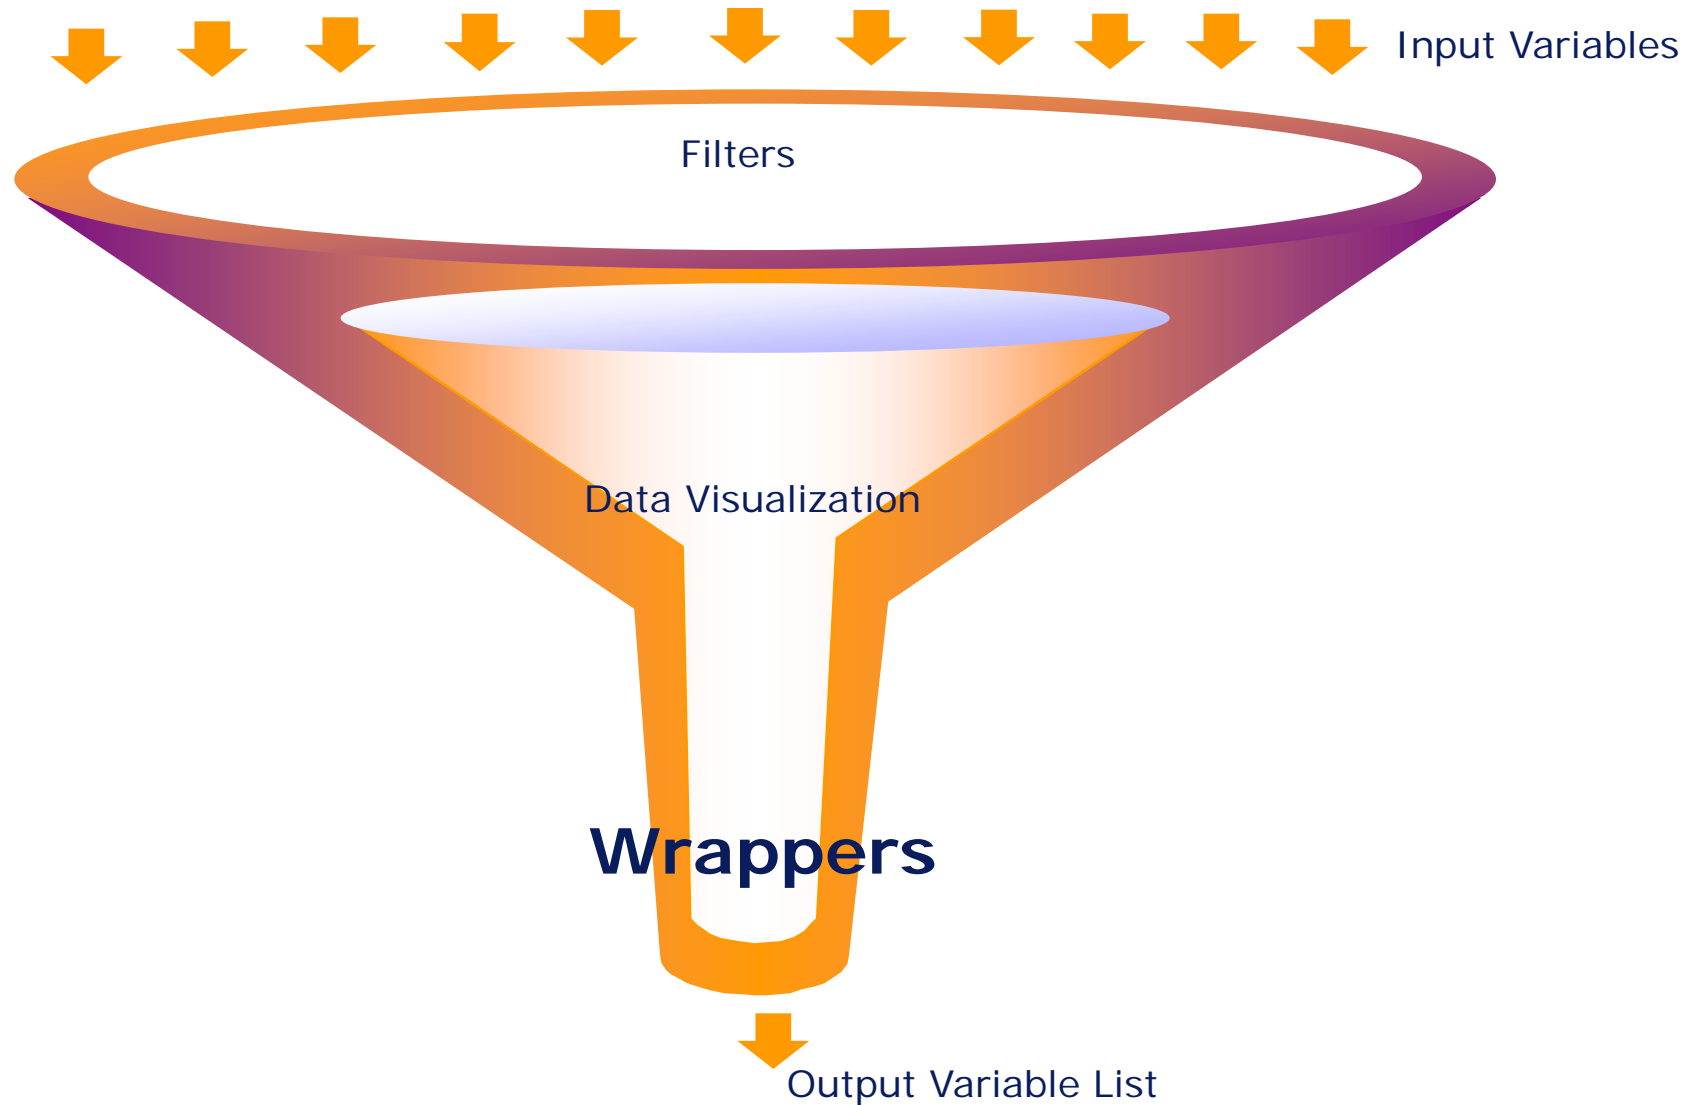 Input Variables
Filters
Data Visualization
Wrappers
Output Variable List